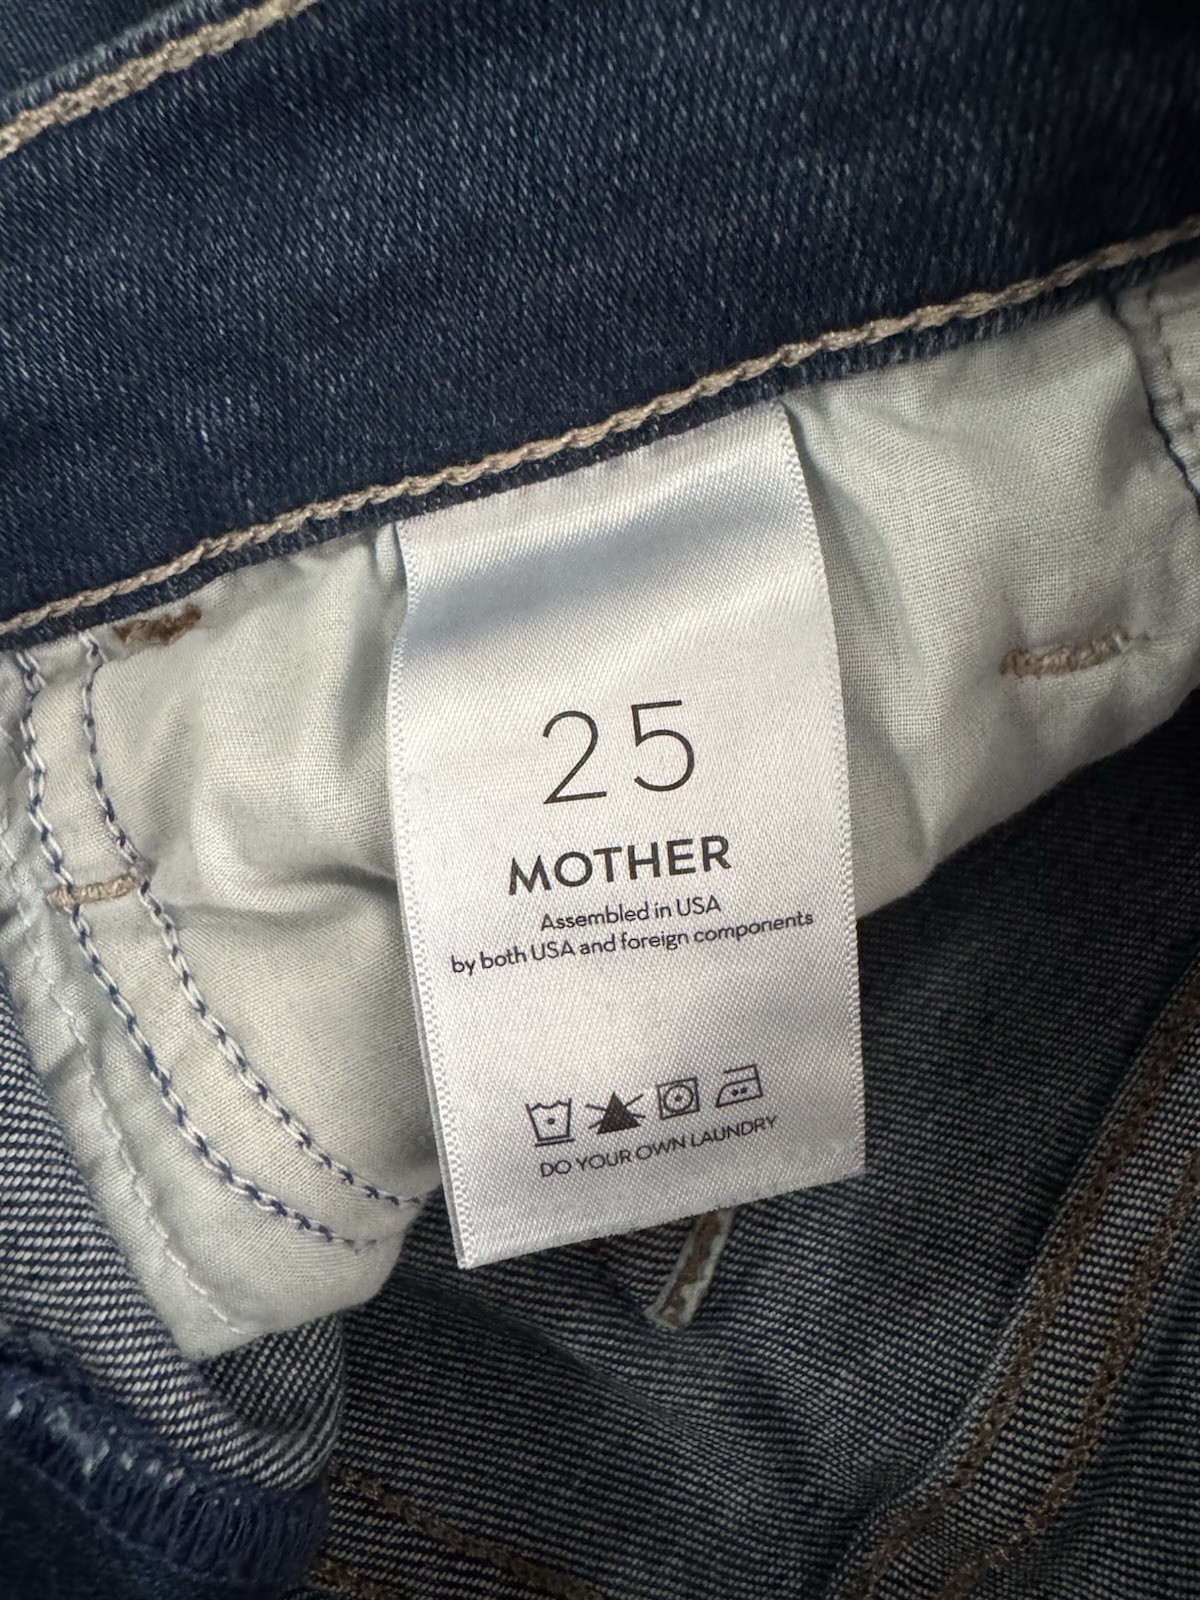 25
MOTHER
Assembled in USA
by both USA and foreign components
DO YOUR OWN LAUNDRY